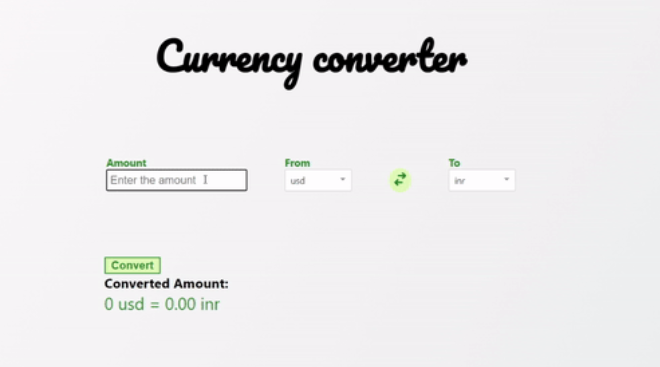 Currency converter
Amount From To
Enter the amount usd inr
Convert
Converted Amount:
0 usd = 0.00 inr